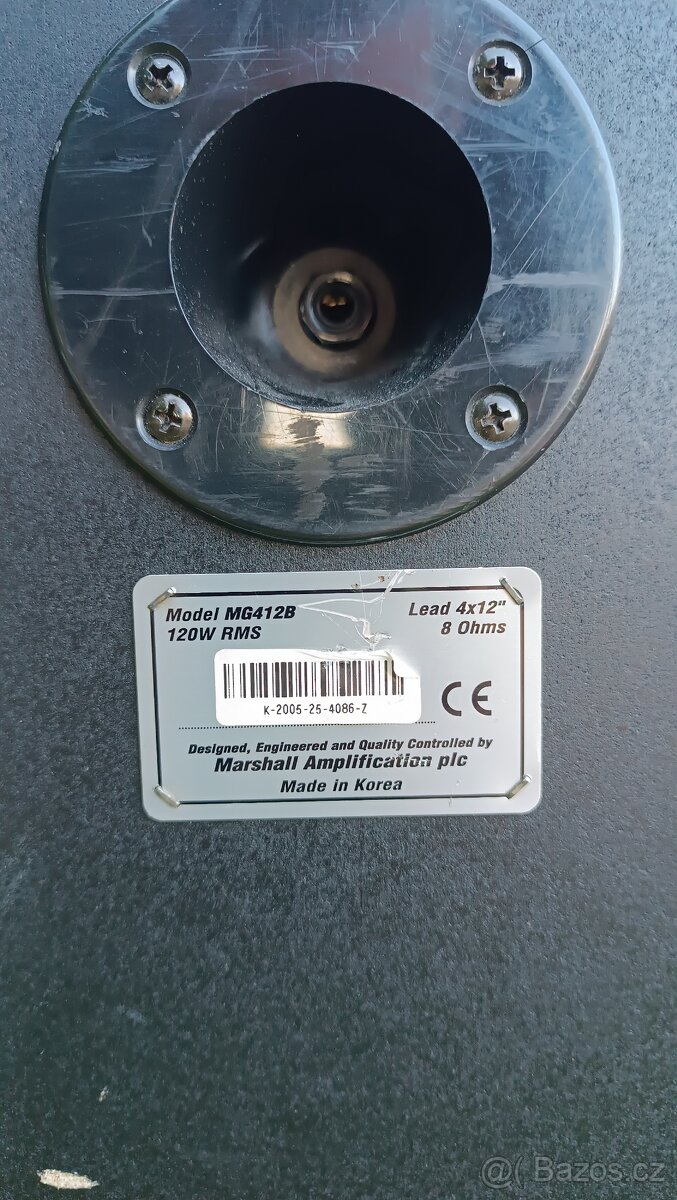 Model MG412B
Lead 4x12"
120W RMS
8 Ohms
K-2005-25-4086-Z
CE
Designed, Engineered and Quality Controlled by
Marshall Amplification plc
Made in Korea
@( Bazos.cz